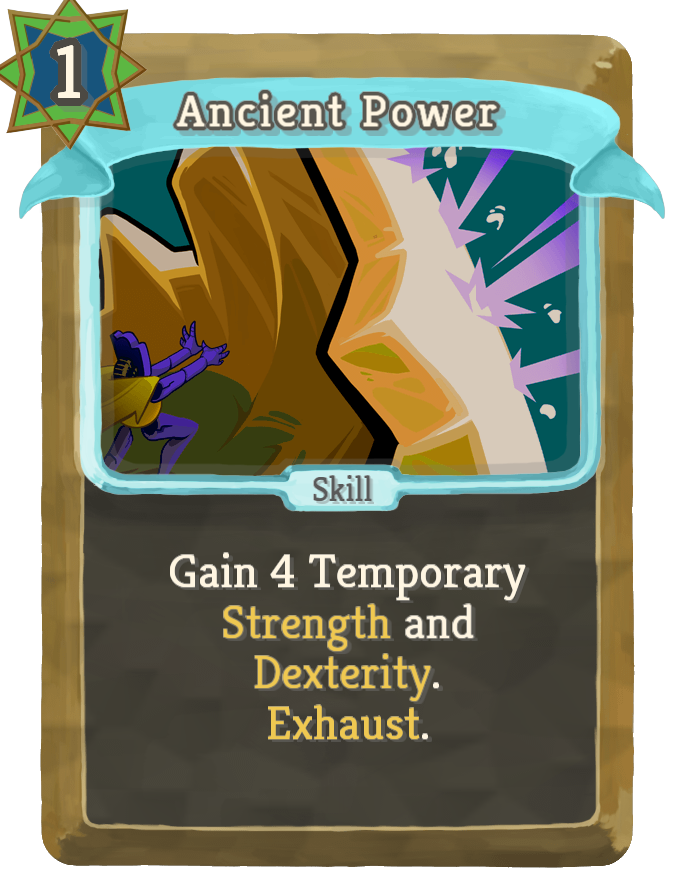 1
Ancient Power
Skill
Gain 4 Temporary
Strength and
Dexterity.
Exhaust.